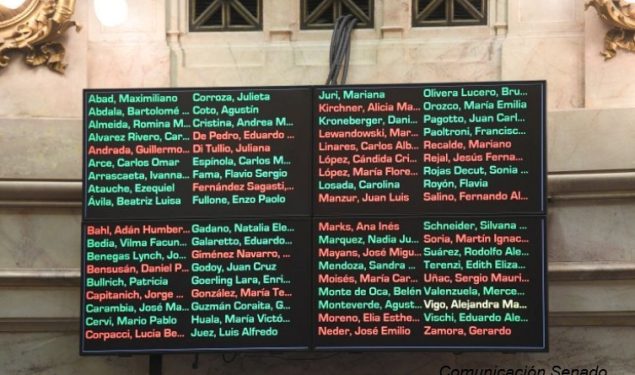 Abad, Maximiliano
Abdala, Bartolomé ...
Almeida, Romina M...
Alvarez Rivero, Car...
Andrada, Guillermo...
Arce, Carlos Omar
Arrascaeta, Ivanna...
Atauche, Ezequiel
Ávila, Beatriz Luisa
Corroza, Julieta
Coto, Agustín
Cristina, Andrea M...
De Pedro, Eduardo ...
Di Tullio, Juliana
Espínola, Carlos M...
Fama, Flavio Sergio
Fernández Sagasti,...
Fullone, Enzo Paolo
Juri, Mariana
Kirchner, Alicia Ma...
Kroneberger, Dani...
Lewandowski, Mar...
Linares, Carlos Alb...
López, Cándida Cri...
López, María Flore...
Losada, Carolina
Manzur, Juan Luis
Olivera Lucero, Bru...
Orozco, María Emilia
Pagotto, Juan Carl...
Paoltroni, Francisc...
Recalde, Mariano
Rejal, Jesús Ferna...
Rojas Decut, Sonia ...
Royón, Flavia
Salino, Fernando Al...
Bahl, Adán Humber...
Bedia, Vilma Facun...
Benegas Lynch, Jo...
Bensusán, Daniel P...
Bullrich, Patricia
Capitanich, Jorge ...
Carambia, José Ma...
Cervi, Mario Pablo
Corpacci, Lucía Be...
Gadano, Natalia Ele...
Galaretto, Eduardo...
Giménez Navarro, ...
Godoy, Juan Cruz
Goerling Lara, Enri...
González, María Te...
Guzmán Coraita, G...
Huala, María Victó...
Juez, Luis Alfredo
Marks, Ana Inés
Marquez, Nadia Ju...
Mayans, José Migu...
Mendoza, Sandra ...
Moisés, María Car...
Monte de Oca, Belén
Monteverde, Agust...
Moreno, Elia Esthe...
Neder, José Emilio
Schneider, Silvana ...
Soria, Martín Ignac...
Suárez, Rodolfo Ale...
Terenzi, Edith Eliza...
Uñac, Sergio Mauri...
Valenzuela, Merce...
Vigo, Alejandra Ma...
Vischi, Eduardo Ale...
Zamora, Gerardo
Comunicación Senado